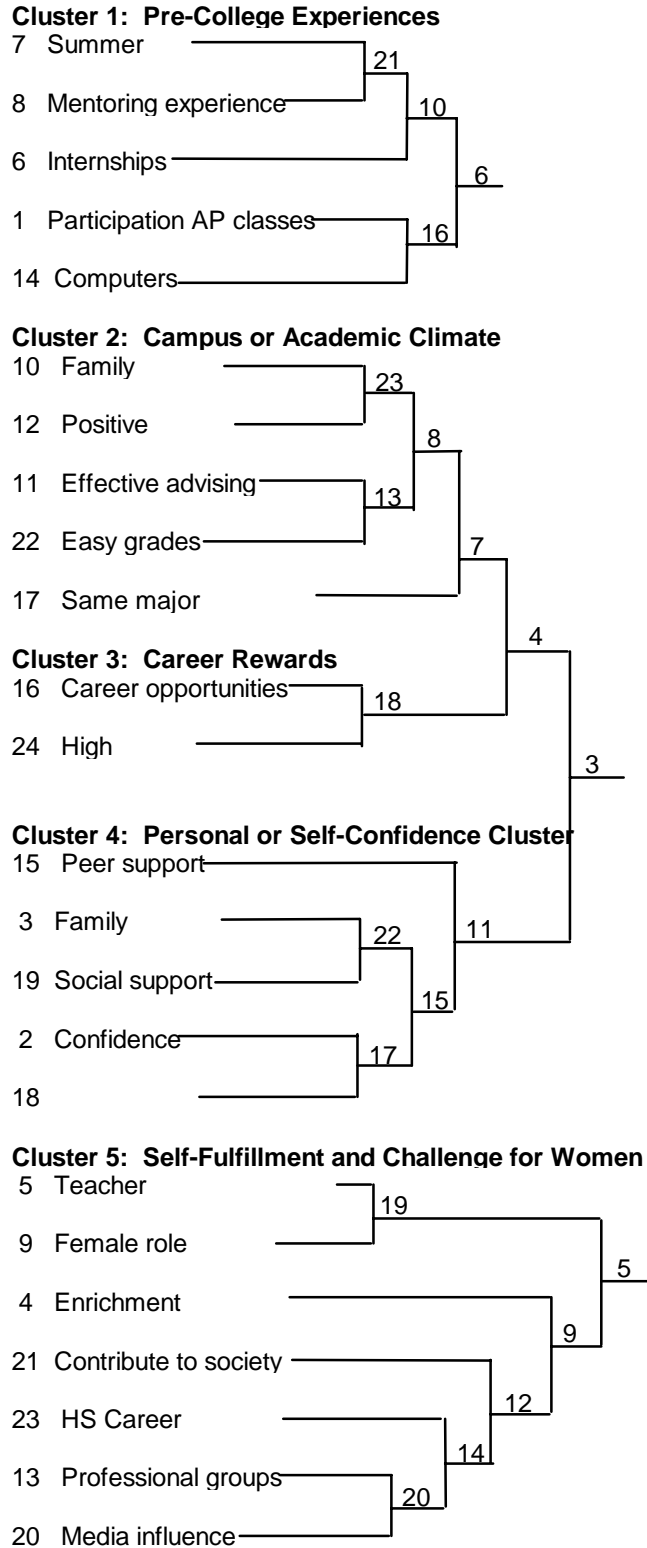 Cluster 1:  Pre-College Experiences
7  Summer
21
8  Mentoring experience
10
6  Internships
6
1  Participation AP classes
16
14  Computers
Cluster 2:  Campus or Academic Climate
10  Family
23
12  Positive
8
11  Effective advising
13
22  Easy grades
7
17  Same major
4
Cluster 3:  Career Rewards
16  Career opportunities
18
24  High
3
Cluster 4:  Personal or Self-Confidence Cluster
15  Peer support
3  Family
22
11
19  Social support
15
2  Confidence
17
18
Cluster 5:  Self-Fulfillment and Challenge for Women
5  Teacher
19
9  Female role
5
4  Enrichment
9
21  Contribute to society
12
23  HS Career
14
13  Professional groups
20
20  Media influence